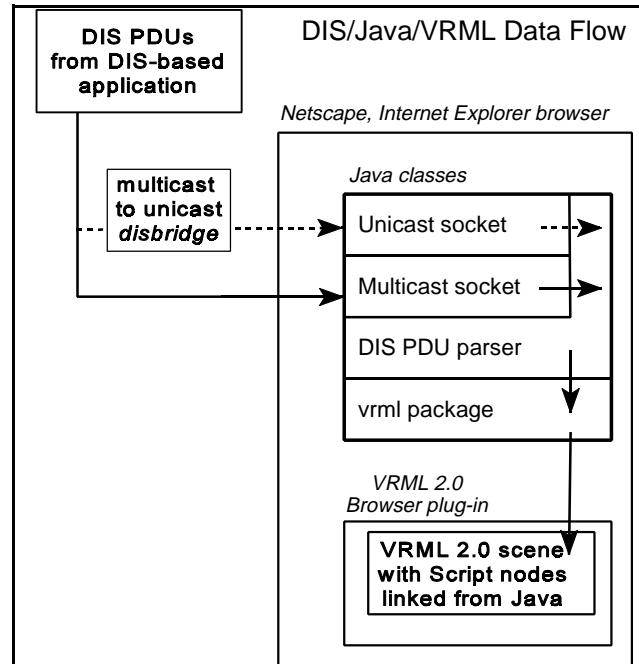 DIS/Java/VRML Data Flow
DIS PDUs
from DIS-based
application
Netscape, Internet Explorer browser
multicast
to unicast
disbridge
Java classes
Unicast socket
Multicast socket
DIS PDU parser
vrml package
VRML 2.0
Browser plug-in
VRML 2.0 scene
with Script nodes
linked from Java